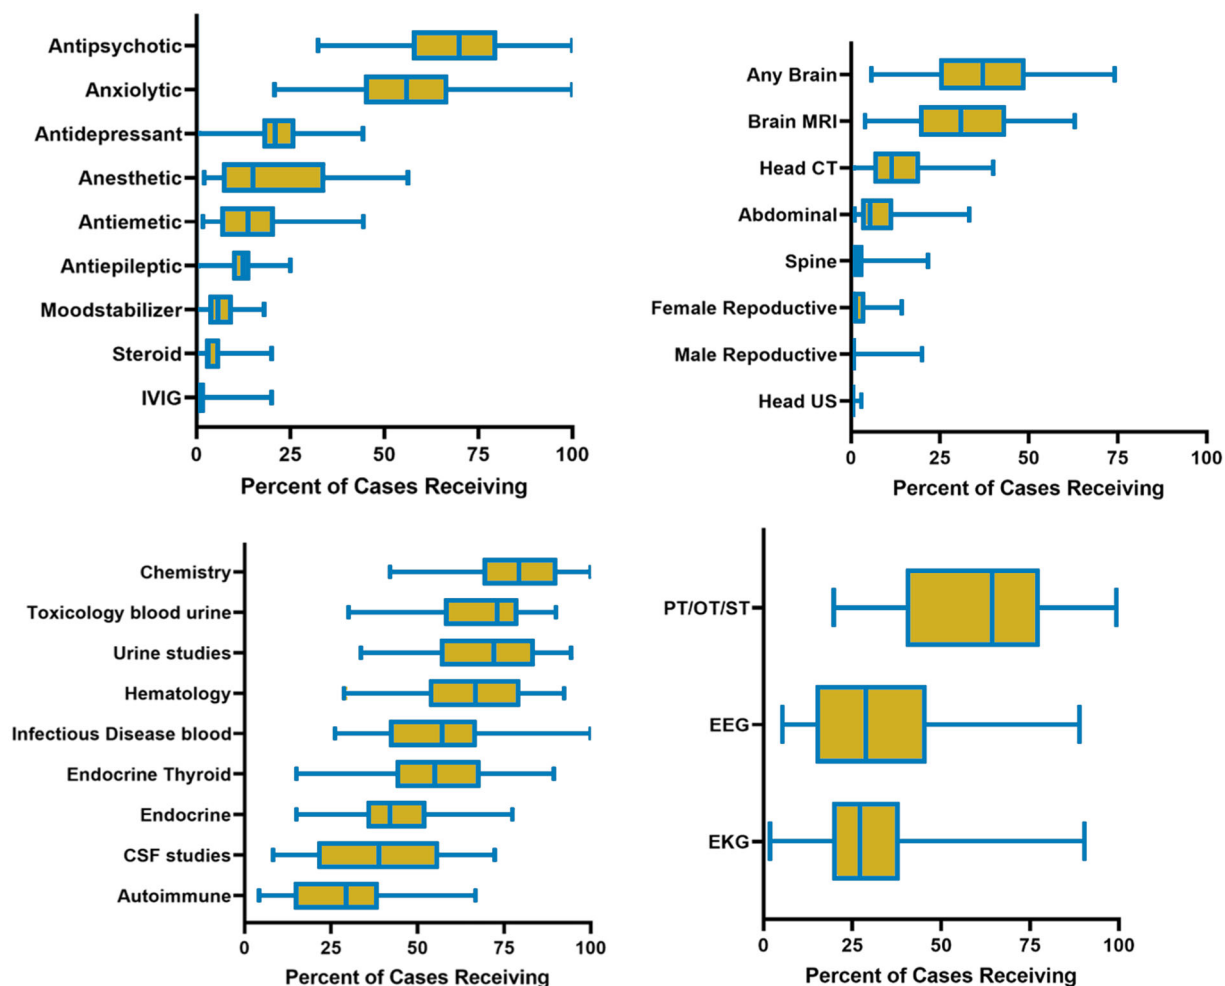 Antipsychotic
Anxiolytic
Antidepressant
Anesthetic
Antiemetic
Antiepileptic
Moodstabilizer
Steroid
IVIG
0 25 50 75 100
Percent of Cases Receiving
Any Brain
Brain MRI
Head CT
Abdominal
Spine
Female Repoductive
Male Repoductive
Head US
0 25 50 75 100
Percent of Cases Receiving
Chemistry
Toxicology blood urine
Urine studies
Hematology
Infectious Disease blood
Endocrine Thyroid
Endocrine
CSF studies
Autoimmune
0 25 50 75 100
Percent of Cases Receiving
PT/OT/ST
EEG
EKG
0 25 50 75 100
Percent of Cases Receiving